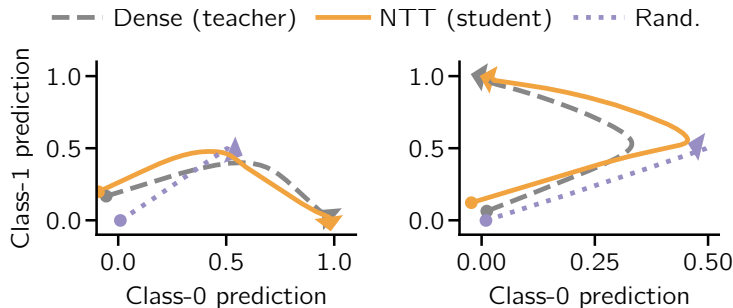 Dense (teacher) NTT (student) Rand.
Class-1 prediction
1.0
0.5
0.0
0.0 0.5 1.0
Class-0 prediction
1.0
0.5
0.0
0.00 0.25 0.50
Class-0 prediction